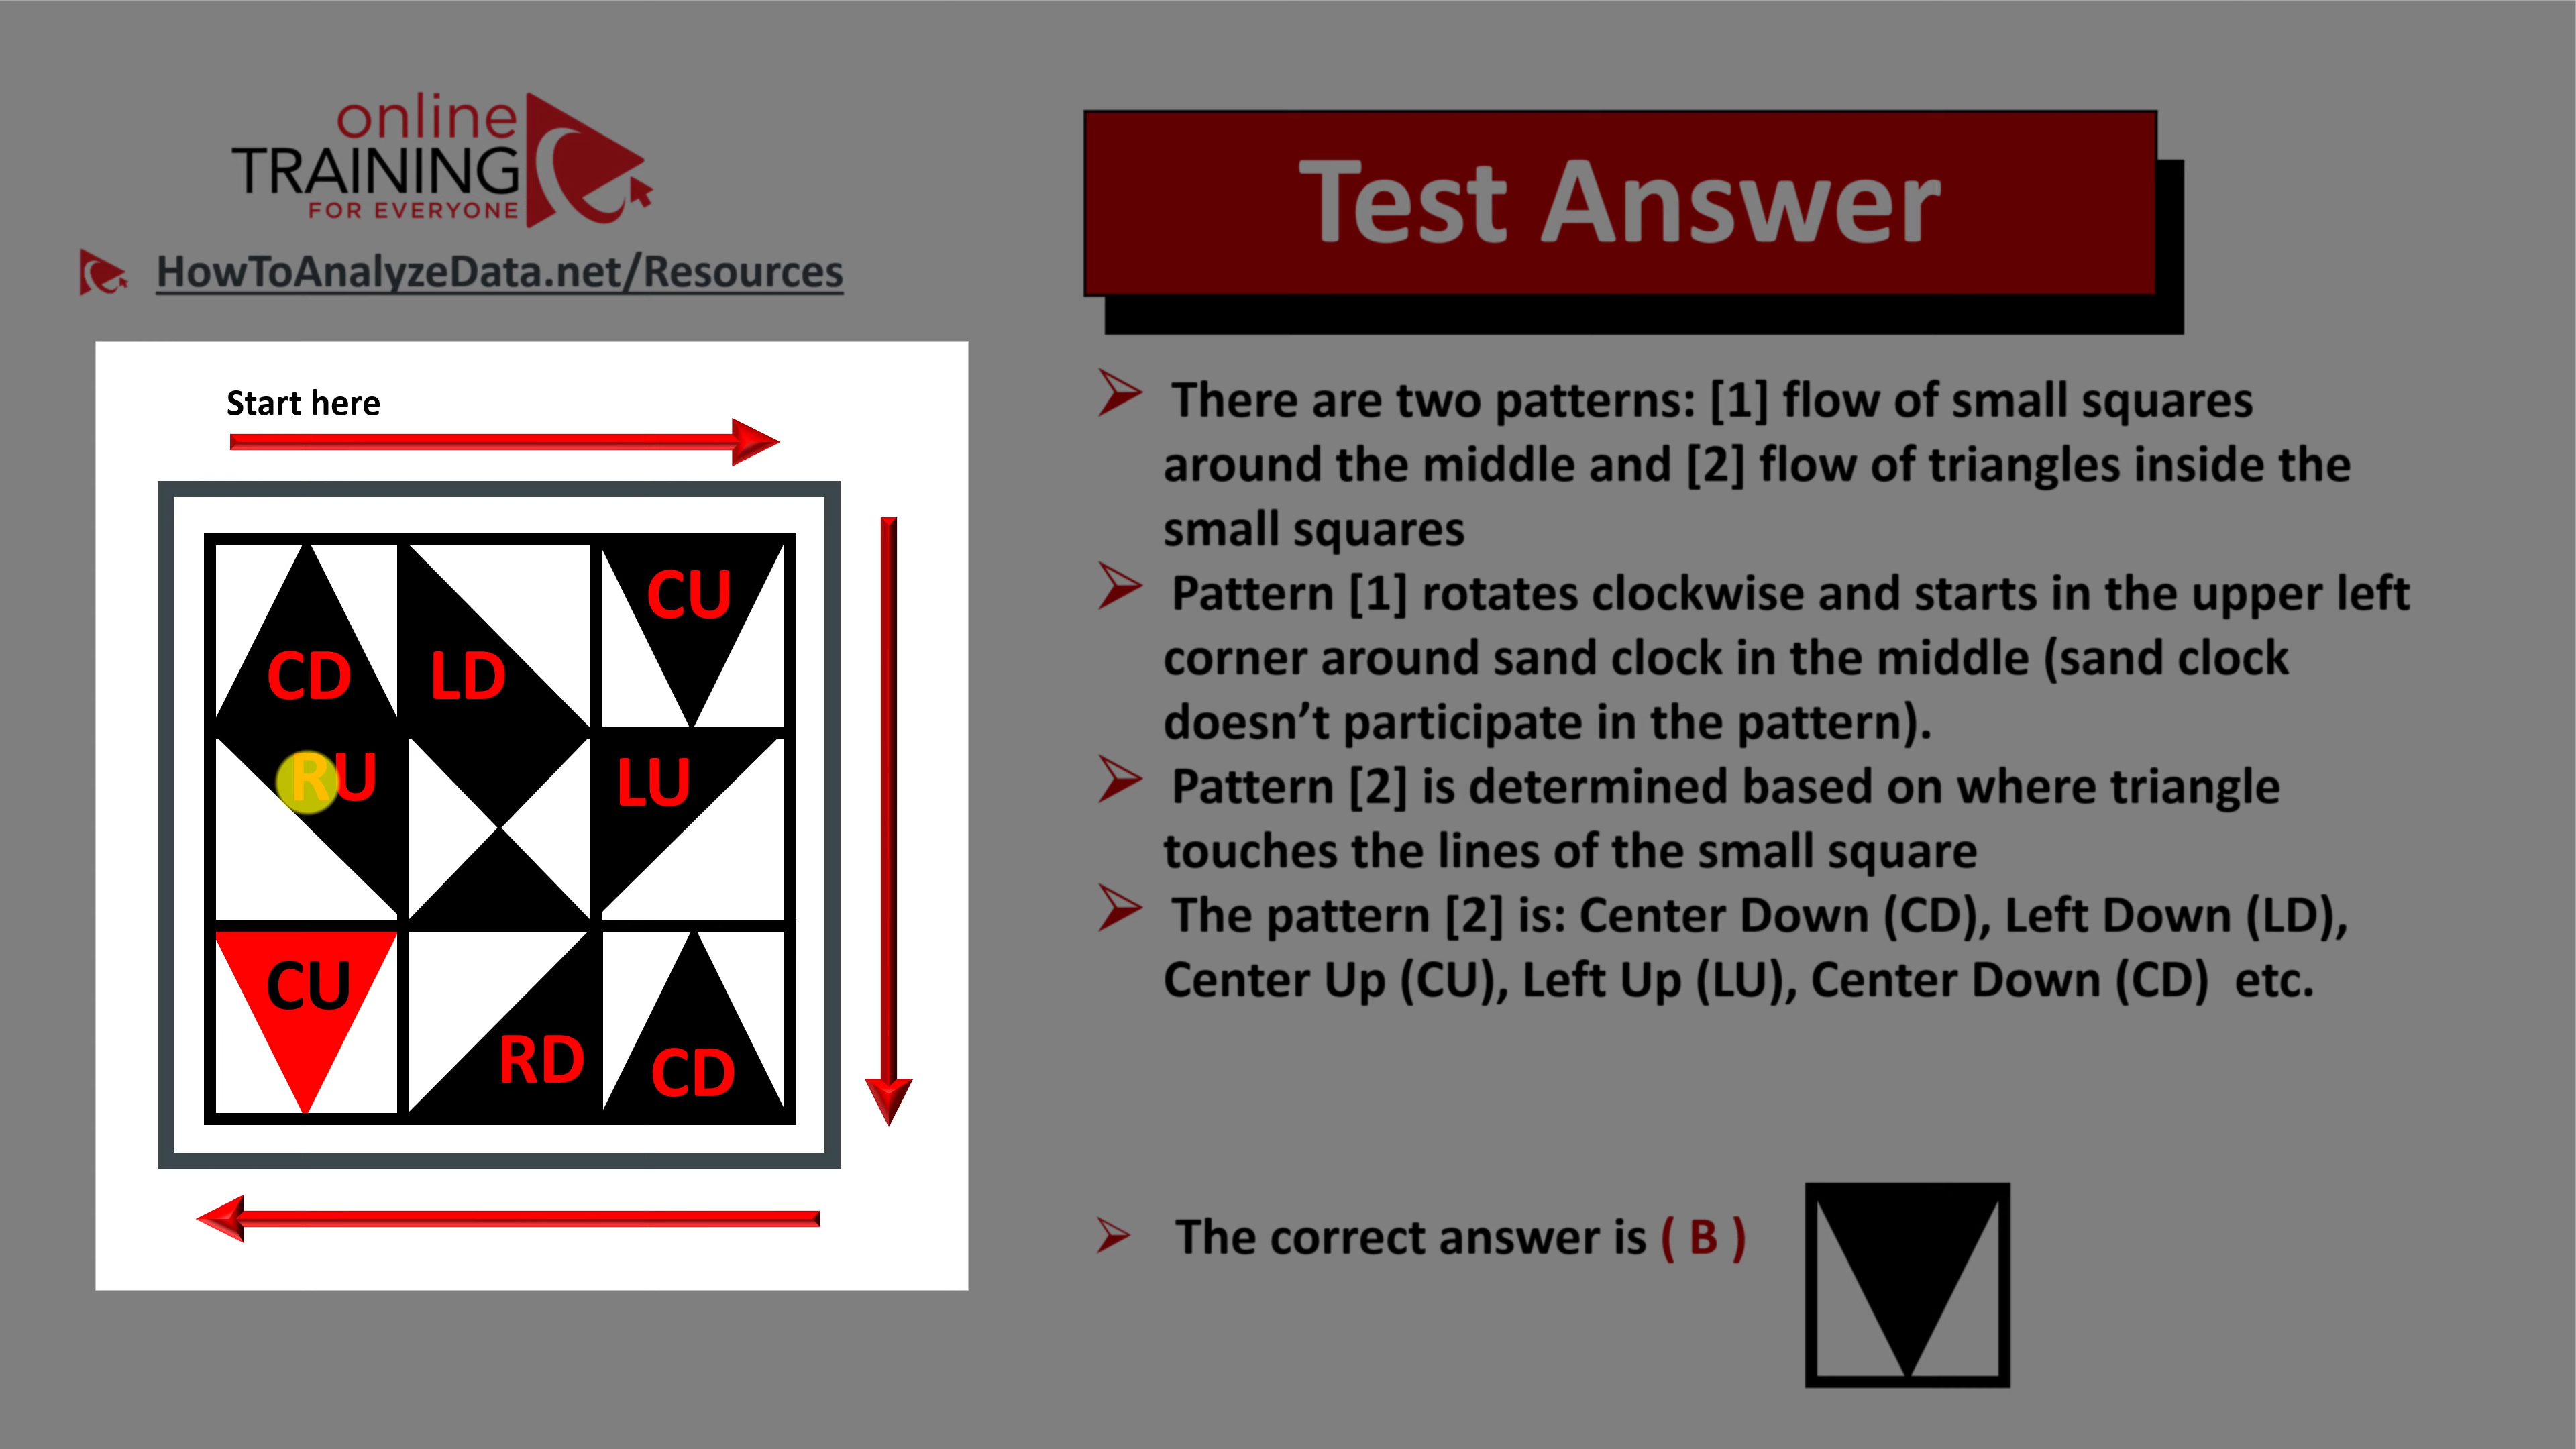 online
TRAINING
FOR EVERYONE
HowToAnalyzeData.net/Resources
Start here
CD LD CU
RU LU
CU RD CD
Test Answer
There are two patterns: [1] flow of small squares
around the middle and [2] flow of triangles inside the
small squares
Pattern [1] rotates clockwise and starts in the upper left
corner around sand clock in the middle (sand clock
doesn’t participate in the pattern).
Pattern [2] is determined based on where triangle
touches the lines of the small square
The pattern [2] is: Center Down (CD), Left Down (LD),
Center Up (CU), Left Up (LU), Center Down (CD) etc.
The correct answer is ( B )